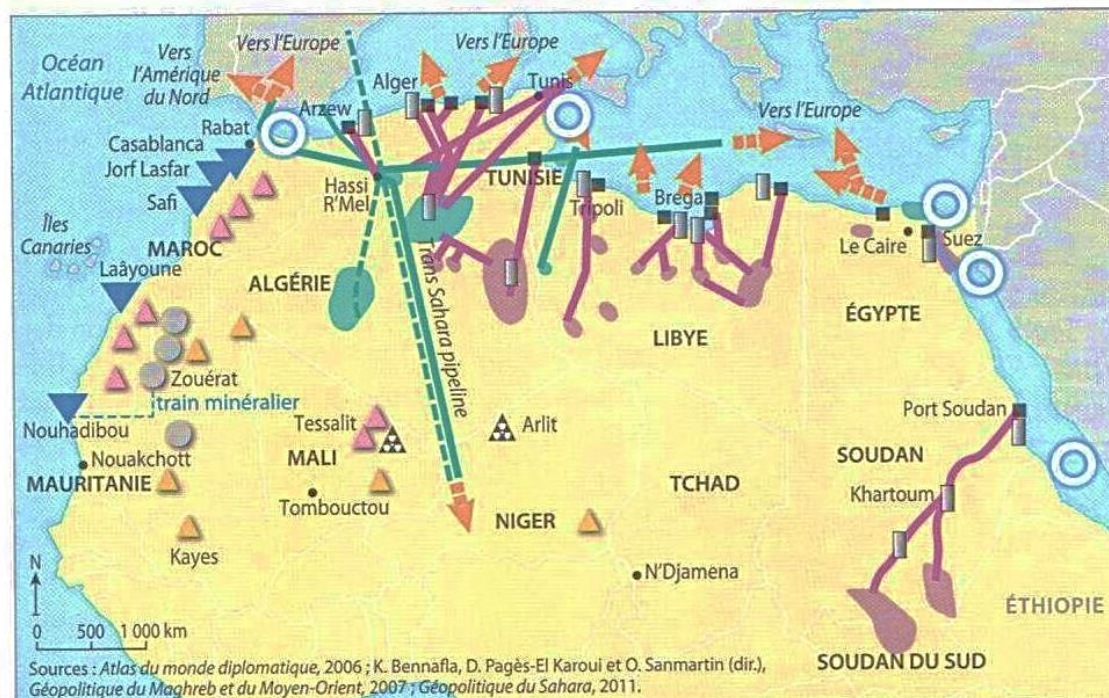 Océan
Atlantique
Vers
l'Amérique
du Nord
Vers l'Europe
Vers l'Europe
Vers l'Europe
Alger
Tunis
Arzew
Rabat
Casablanca
Jorf Lasfar
Safi
Hassi
R'Mel
TUNISIE
Tripoli
Brega
Le Caire
Suez
Îles
Canaries
MAROC
Laâyoune
ALGÉRIE
Trans Sahara pipeline
LIBYE
ÉGYPTE
Zouérat
train minéralier
Nouhadibou
Nouakchott
MAURITANIE
Tessalit
MALI
Arlit
Tombouctou
NIGER
TCHAD
Port Soudan
SOUDAN
Khartoum
Kayes
N'Djamena
ÉTHIOPIE
SOUDAN DU SUD
N
0 500 1 000 km
Sources : Atlas du monde diplomatique, 2006 ; K. Bennafla, D. Pagès-El Karoui et O. Sanmartin (dir.),
Géopolitique du Maghreb et du Moyen-Orient, 2007 ; Géopolitique du Sahara, 2011.